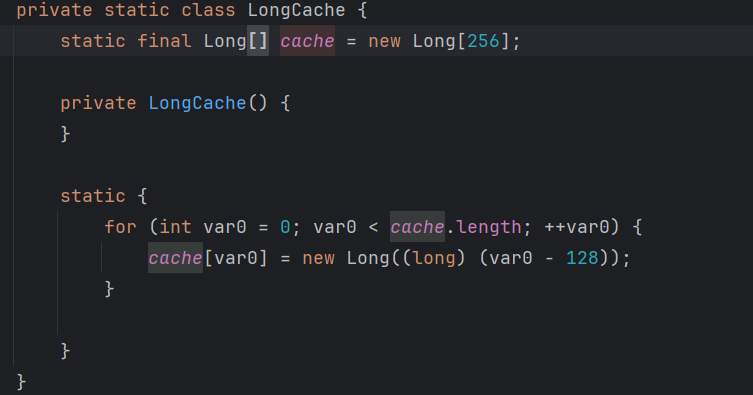 private static class LongCache {
    static final Long[] cache = new Long[256];
    private LongCache() {
    }
    static {
        for (int var0 = 0; var0 < cache.length; ++var0) {
            cache[var0] = new Long((long) (var0 - 128));
        }
    }
}